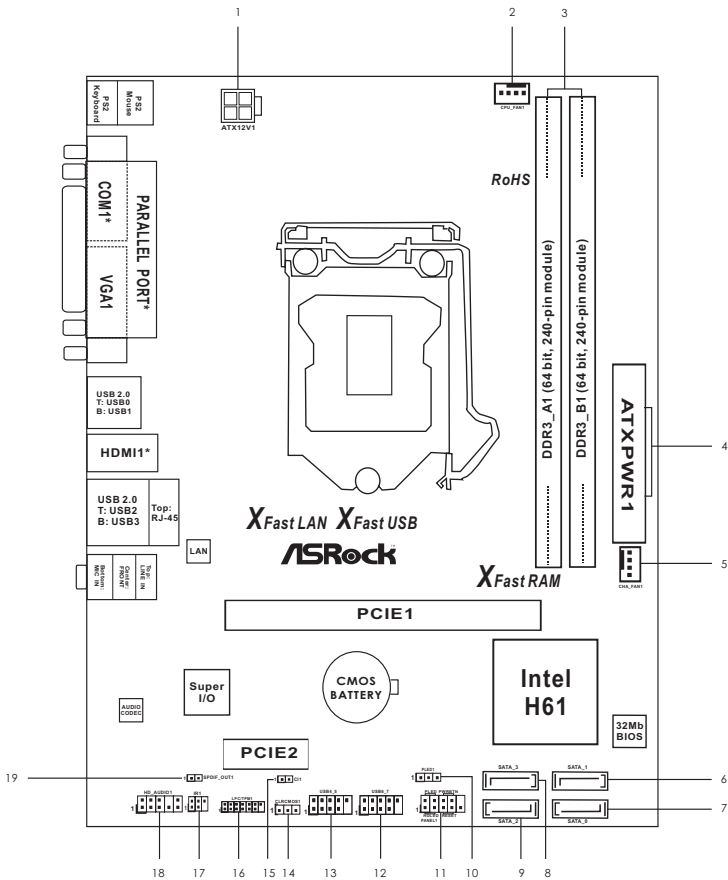 1
2
3
PS2
Keyboard
PS2
Mouse
ATX12V1
CPU_FAN1
RoHS
COM1*
PARALLEL PORT*
VGA1
DDR3_A1 (64 bit, 240-pin module)
DDR3_B1 (64 bit, 240-pin module)
USB 2.0
T: USB0
B: USB1
ATXPWR1
4
HDMI1*
USB 2.0
T: USB2
B: USB3
Top:
RJ-45
XFast LAN XFast USB
LAN
ASRock
XFast RAM
CHA_FAN1
5
Top:
LINE IN
Center:
FRONT
Bottom:
MIC IN
PCIE1
Super
I/O
CMOS
BATTERY
Intel
H61
AUDIO
CODEC
32Mb
BIOS
PCIE2
19
1
SPDIF_OUT1
1
CI1
PLED1
1
SATA_3
SATA_1
6
HD_AUDIO1
1
IR1
1
LPC/TPM1
1
CLRCMOS1
1
USB4_5
1
USB6_7
1
PLED PWRBTN
1
HDLED RESET
PANEL1
SATA_2
SATA_0
7
18
17
16
15
14
13
12
11
10
9
8